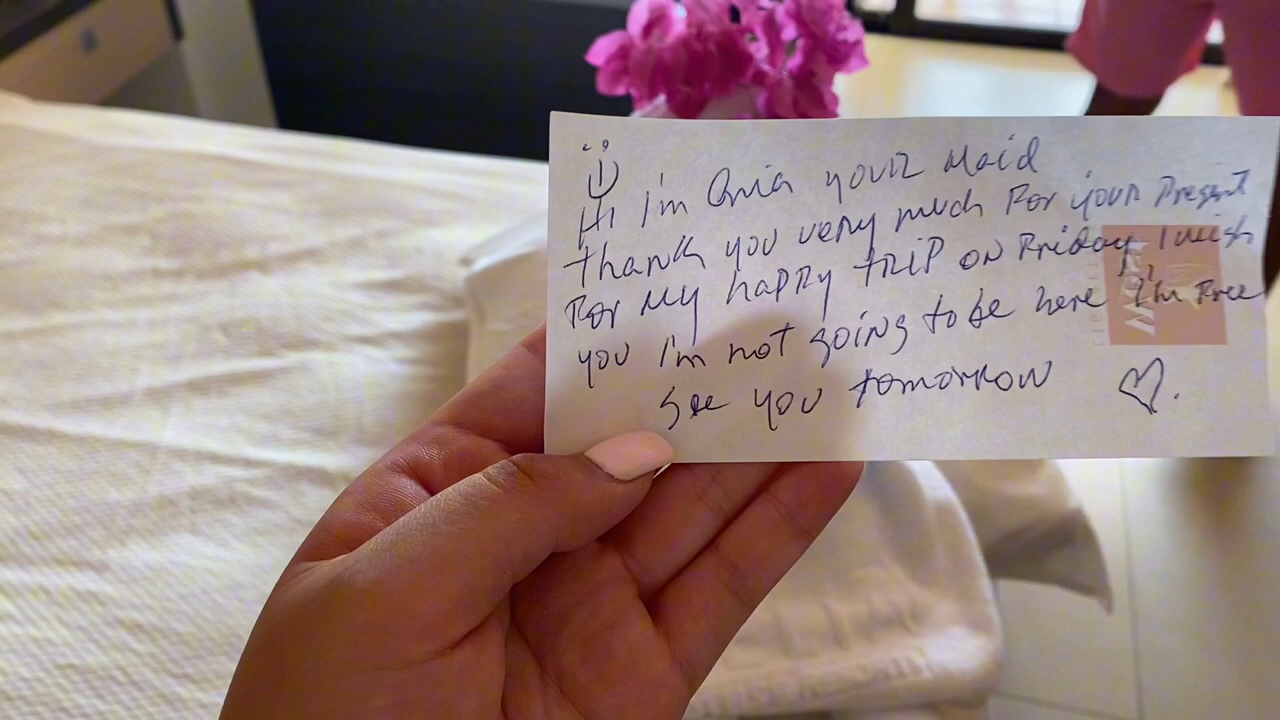 Hi I'm Ania your Maid
thank you very much For your Present
For My happy TRIP ON FRiday I wish
you I'm not going to be here I'm Free
See you tomorrow